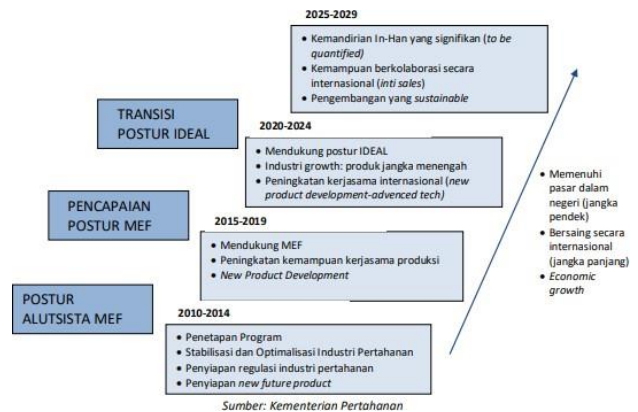 2025-2029
• Kemandirian In-Han yang signifikan (to be
quantified)
• Kemampuan berkolaborasi secara
internasional (inti sales)
• Pengembangan yang sustainable
TRANSISI
POSTUR IDEAL
2020-2024
• Mendukung postur IDEAL
• Industri growth: produk jangka menengah
• Peningkatan kerjasama internasional (new
product development-advenced tech)
PENCAPAIAN
POSTUR MEF
2015-2019
• Mendukung MEF
• Peningkatan kemampuan kerjasama produksi
• New Product Development
POSTUR
ALUTSISTA MEF
2010-2014
• Penetapan Program
• Stabilisasi dan Optimalisasi Industri Pertahanan
• Penyiapan regulasi industri pertahanan
• Penyiapan new future product
• Memenuhi
pasar dalam
negeri (jangka
pendek)
• Bersaing secara
internasional
(jangka panjang)
• Economic
growth
Sumber: Kementerian Pertahanan